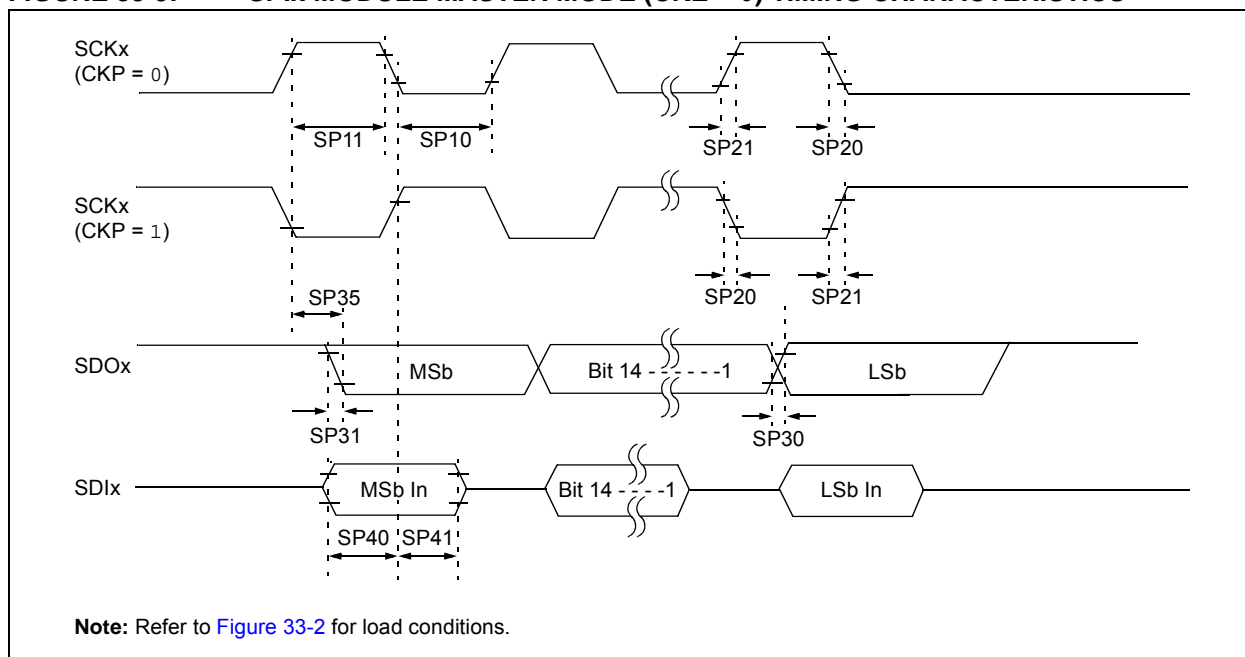 SCKx
(CKP = 0)
SP11
SP10
SP21
SP20
SCKx
(CKP = 1)
SP35
SP20
SP21
SDOx
MSb
Bit 14 - - - - - - -1
LSb
SP31
SP30
SDIx
MSb In
Bit 14 - - - - -1
LSb In
SP40
SP41
Note: Refer to Figure 33-2 for load conditions.